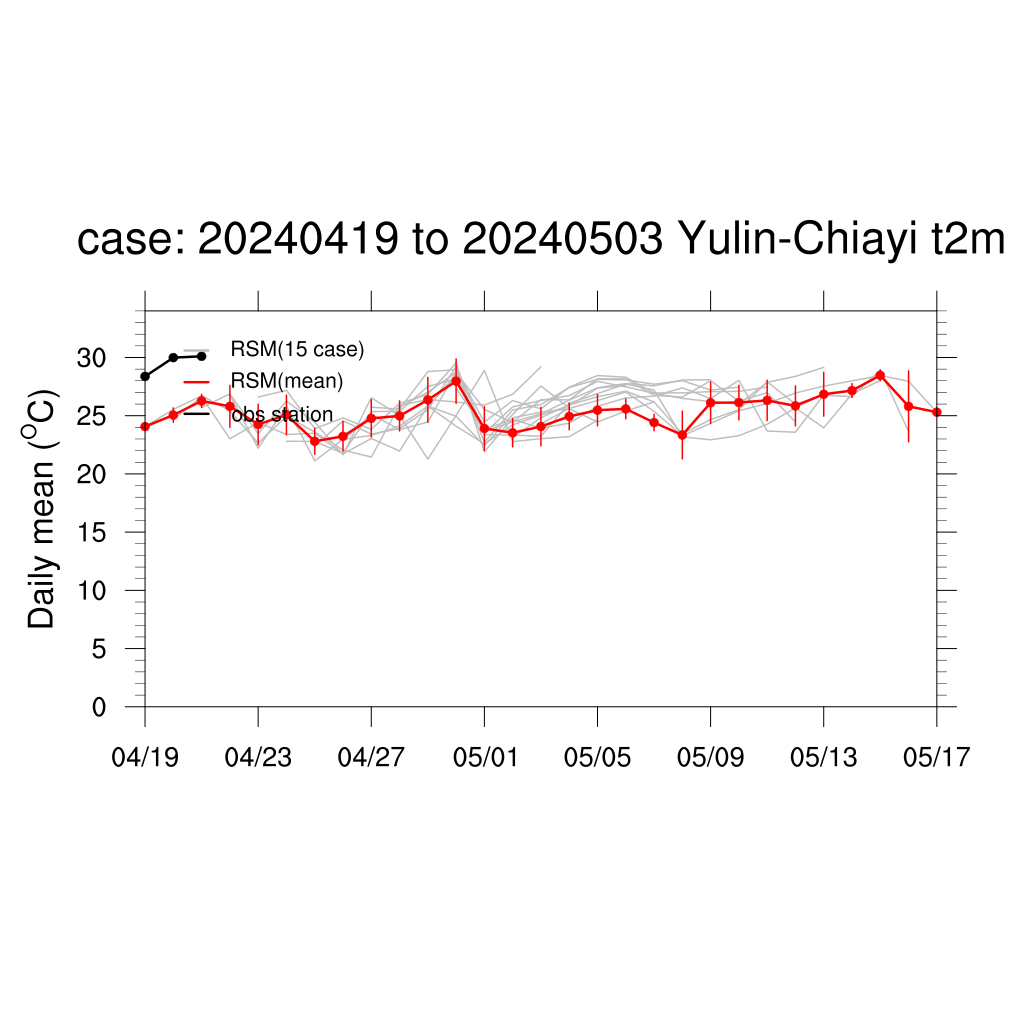 case: 20240419 to 20240503 Yulin-Chiayi t2m
RSM(15 case)
RSM(mean)
obs station
Daily mean (°C)
30
25
20
15
10
5
0
04/19 04/23 04/27 05/01 05/05 05/09 05/13 05/17